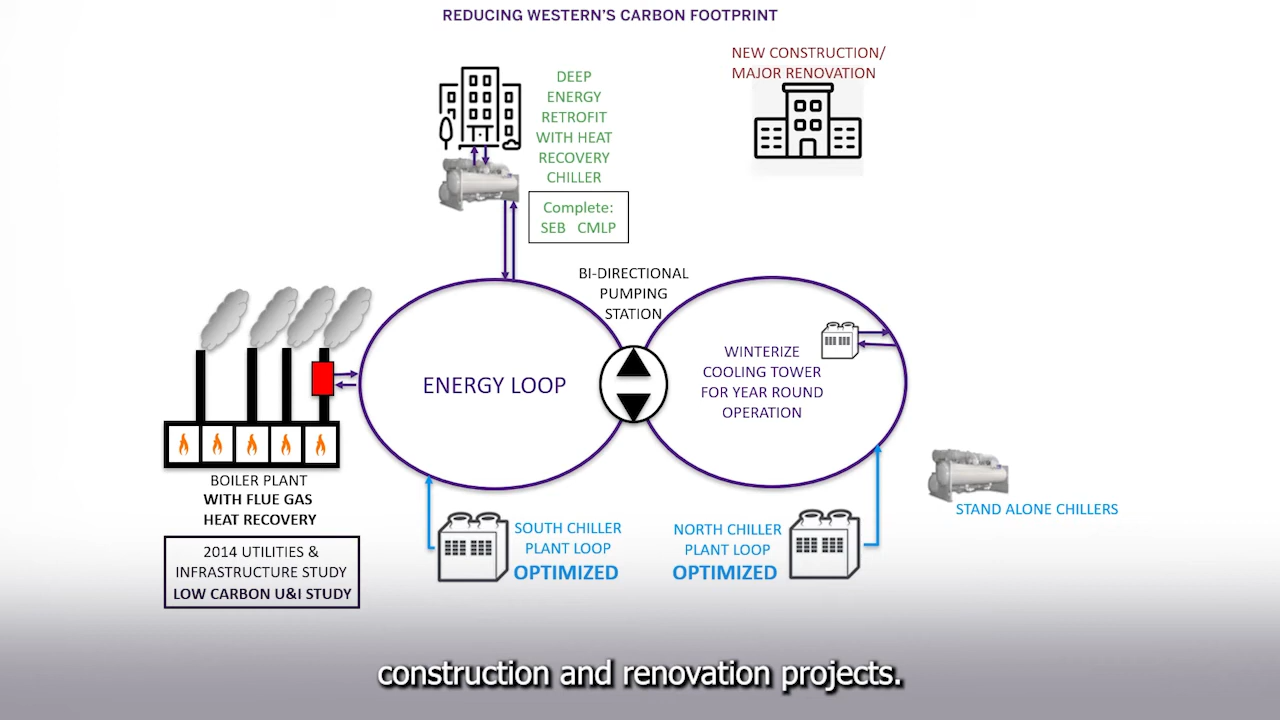 REDUCING WESTERN'S CARBON FOOTPRINT
NEW CONSTRUCTION/
MAJOR RENOVATION
DEEP
ENERGY
RETROFIT
WITH HEAT
RECOVERY
CHILLER
Complete:
SEB CMLP
BI-DIRECTIONAL
PUMPING
STATION
ENERGY LOOP
WINTERIZE
COOLING TOWER
FOR YEAR ROUND
OPERATION
BOILER PLANT
WITH FLUE GAS
HEAT RECOVERY
2014 UTILITIES &
INFRASTRUCTURE STUDY
LOW CARBON U&I STUDY
SOUTH CHILLER
PLANT LOOP
OPTIMIZED
NORTH CHILLER
PLANT LOOP
OPTIMIZED
STAND ALONE CHILLERS
construction and renovation projects.